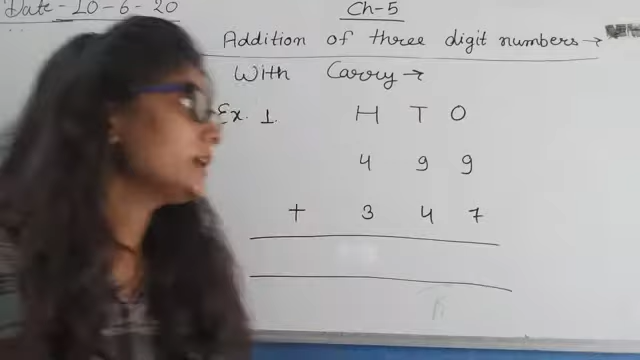 Date - 10-6-20
Ch-5
Addition of three digit numbers →
With Carry →
Ex. 1. H T O
4 9 9
+ 3 4 7